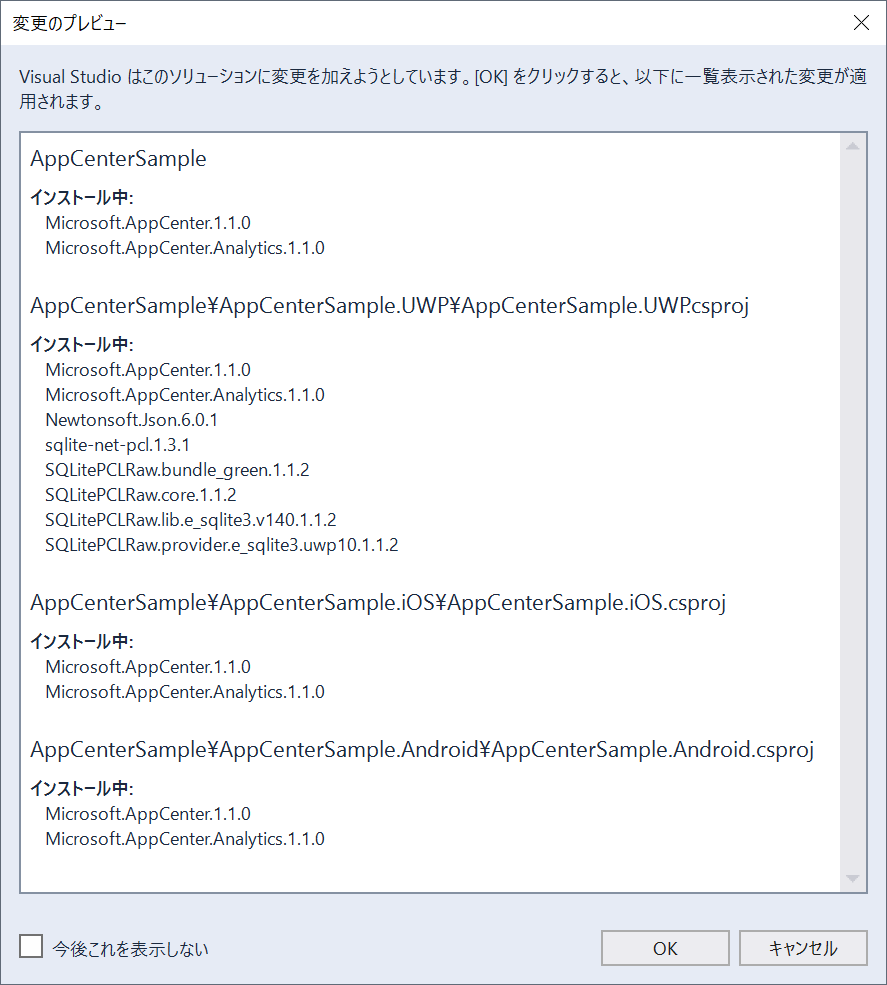 変更のプレビュー
Visual Studio はこのソリューションに変更を加えようとしています。[OK] をクリックすると、以下に一覧表示された変更が適
用されます。
AppCenterSample
インストール中:
Microsoft.AppCenter.1.1.0
Microsoft.AppCenter.Analytics.1.1.0
AppCenterSample¥AppCenterSample.UWP¥AppCenterSample.UWP.csproj
インストール中:
Microsoft.AppCenter.1.1.0
Microsoft.AppCenter.Analytics.1.1.0
Newtonsoft.Json.6.0.1
sqlite-net-pcl.1.3.1
SQLitePCLRaw.bundle_green.1.1.2
SQLitePCLRaw.core.1.1.2
SQLitePCLRaw.lib.e_sqlite3.v140.1.1.2
SQLitePCLRaw.provider.e_sqlite3.uwp10.1.1.2
AppCenterSample¥AppCenterSample.iOS¥AppCenterSample.iOS.csproj
インストール中:
Microsoft.AppCenter.1.1.0
Microsoft.AppCenter.Analytics.1.1.0
AppCenterSample¥AppCenterSample.Android¥AppCenterSample.Android.csproj
インストール中:
Microsoft.AppCenter.1.1.0
Microsoft.AppCenter.Analytics.1.1.0
今後これを表示しない
OK
キャンセル